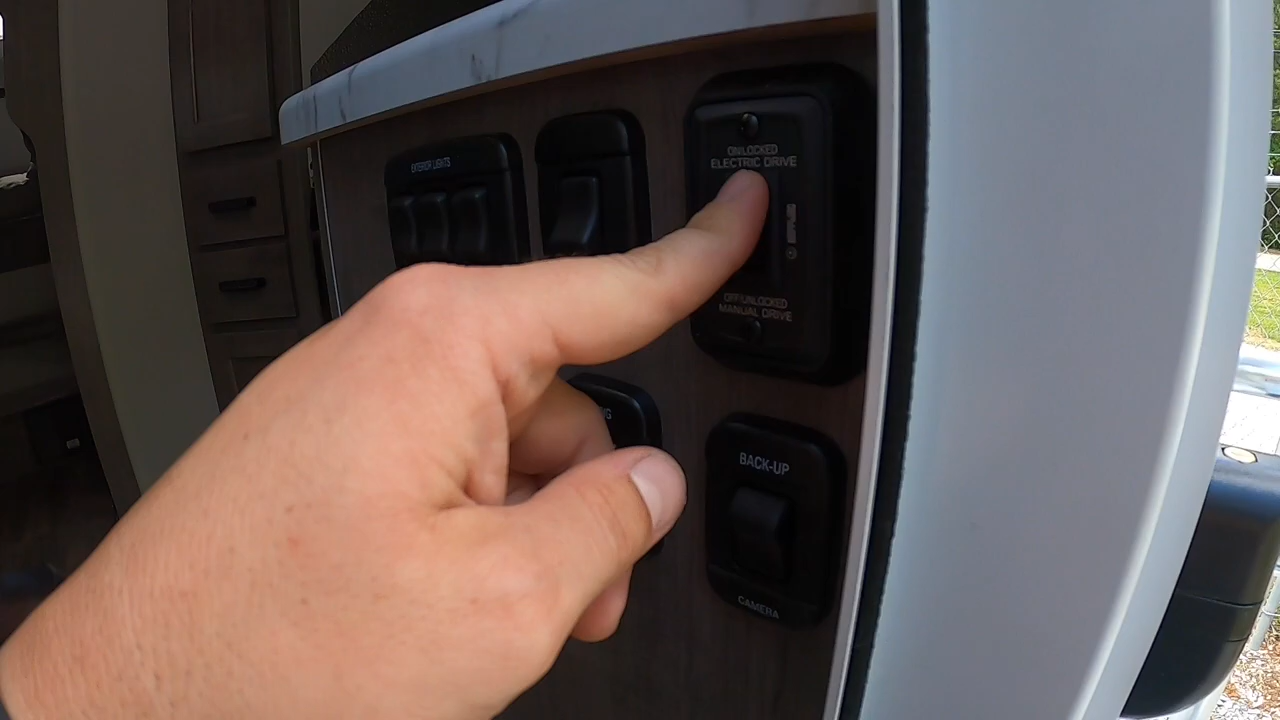 EXTERIOR LIGHTS
ON/LOCKED
ELECTRIC DRIVE
OFF/UNLOCKED
MANUAL DRIVE
BACK-UP
CAMERA